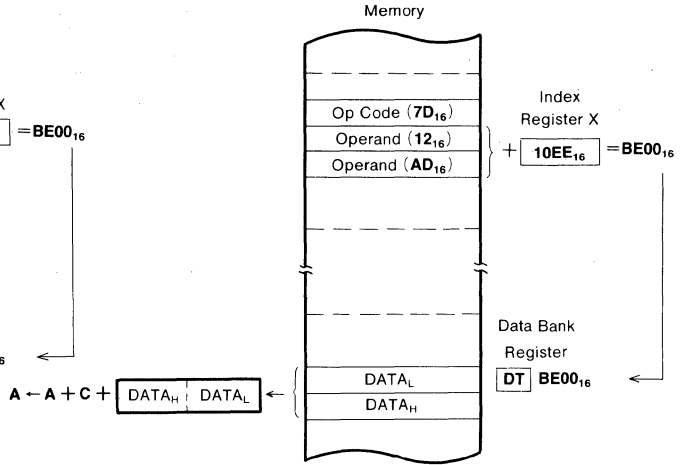 Memory
X
=BE00₁₆
Op Code (7D₁₆)
Operand (12₁₆)
Operand (AD₁₆)
Index
Register X
+ 10EE₁₆ =BE00₁₆
Data Bank
Register
DT BE00₁₆
6
A ← A + C + DATAH DATAL ←
DATAL
DATAH